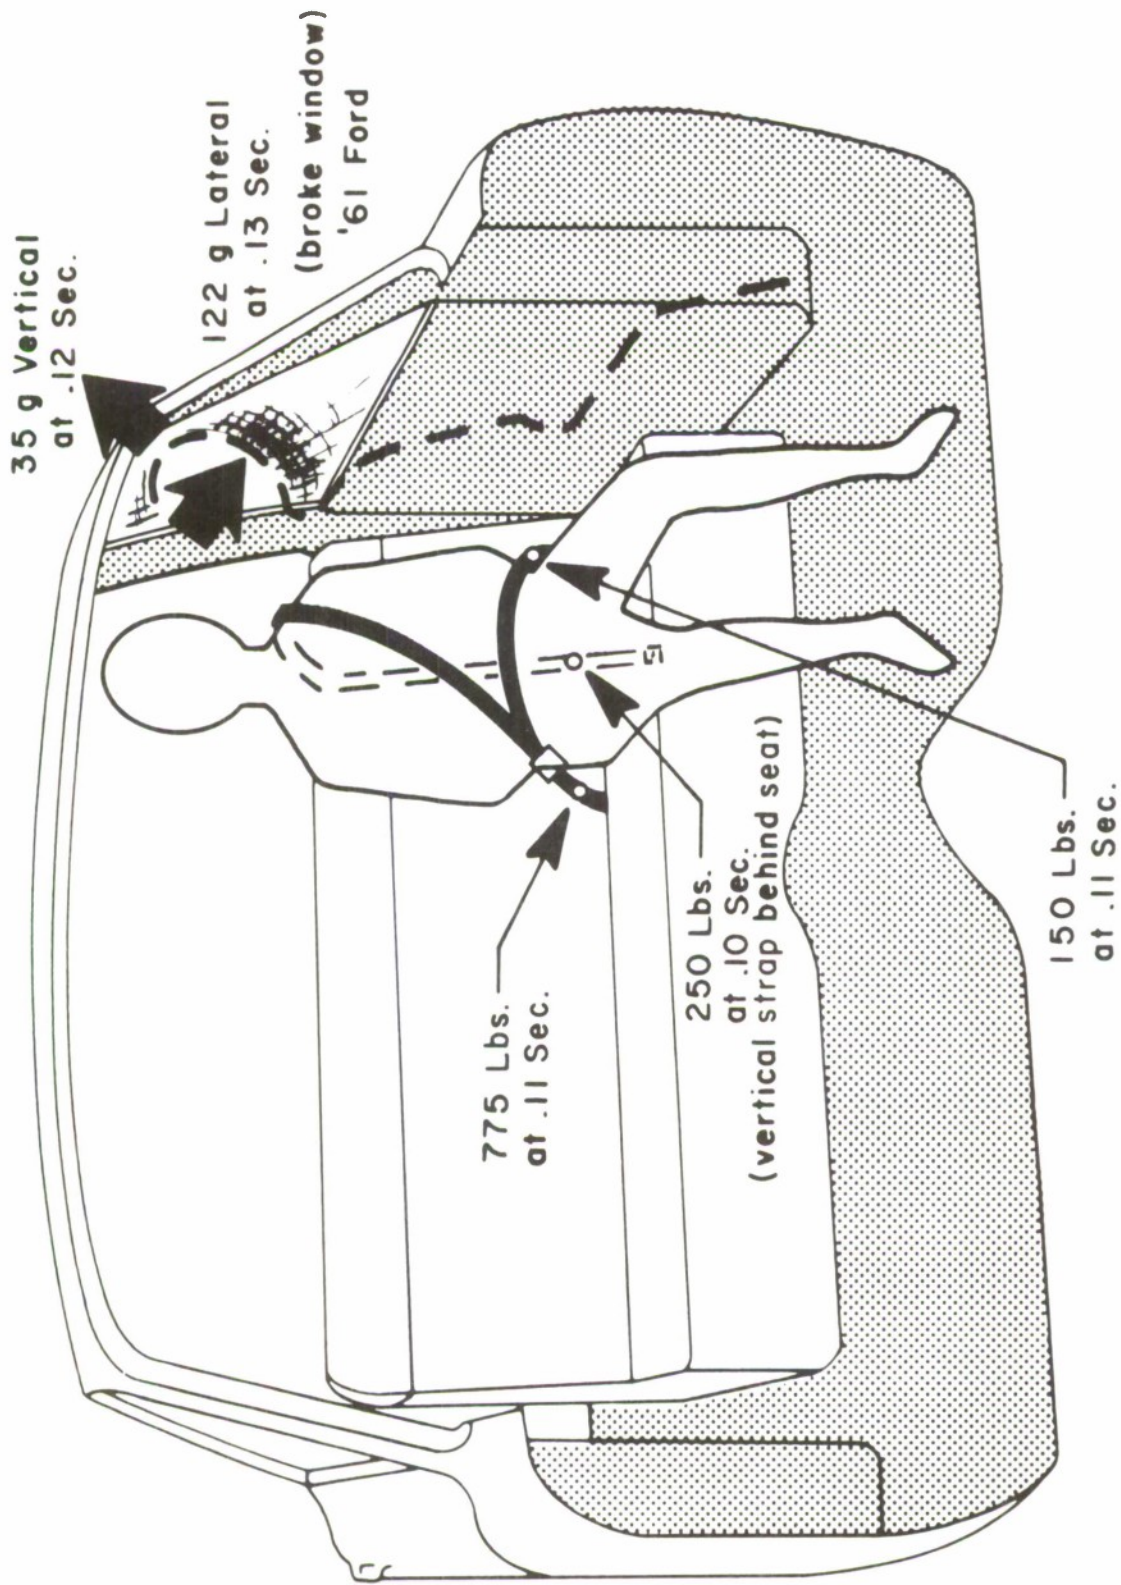 35 g Vertical
at .12 Sec.
122 g Lateral
at .13 Sec.
(broke window)
'61 Ford
775 Lbs.
at .11 Sec.
250 Lbs.
at .10 Sec.
(vertical strap behind seat)
150 Lbs.
at .11 Sec.